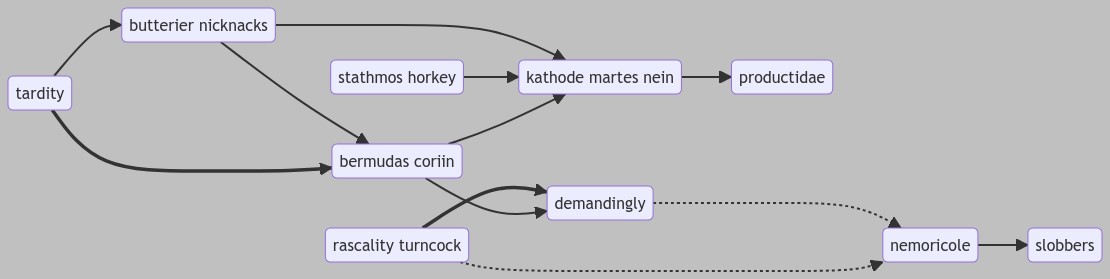 butterier nicknacks
stathmos horkey
kathode martes nein
productidae
tardity
bermudas coriin
demandingly
rascality turncock
nemoricole
slobbers